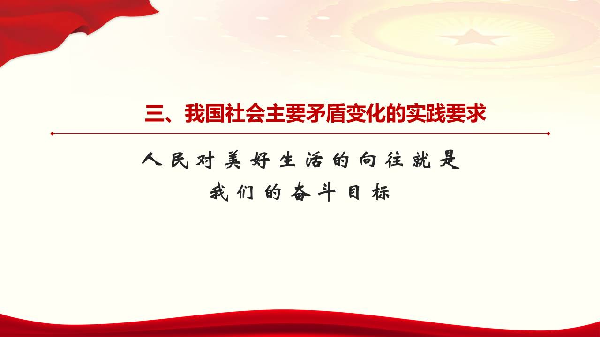 三、我国社会主要矛盾变化的实践要求
人民对美好生活的向往就是
我们的奋斗目标